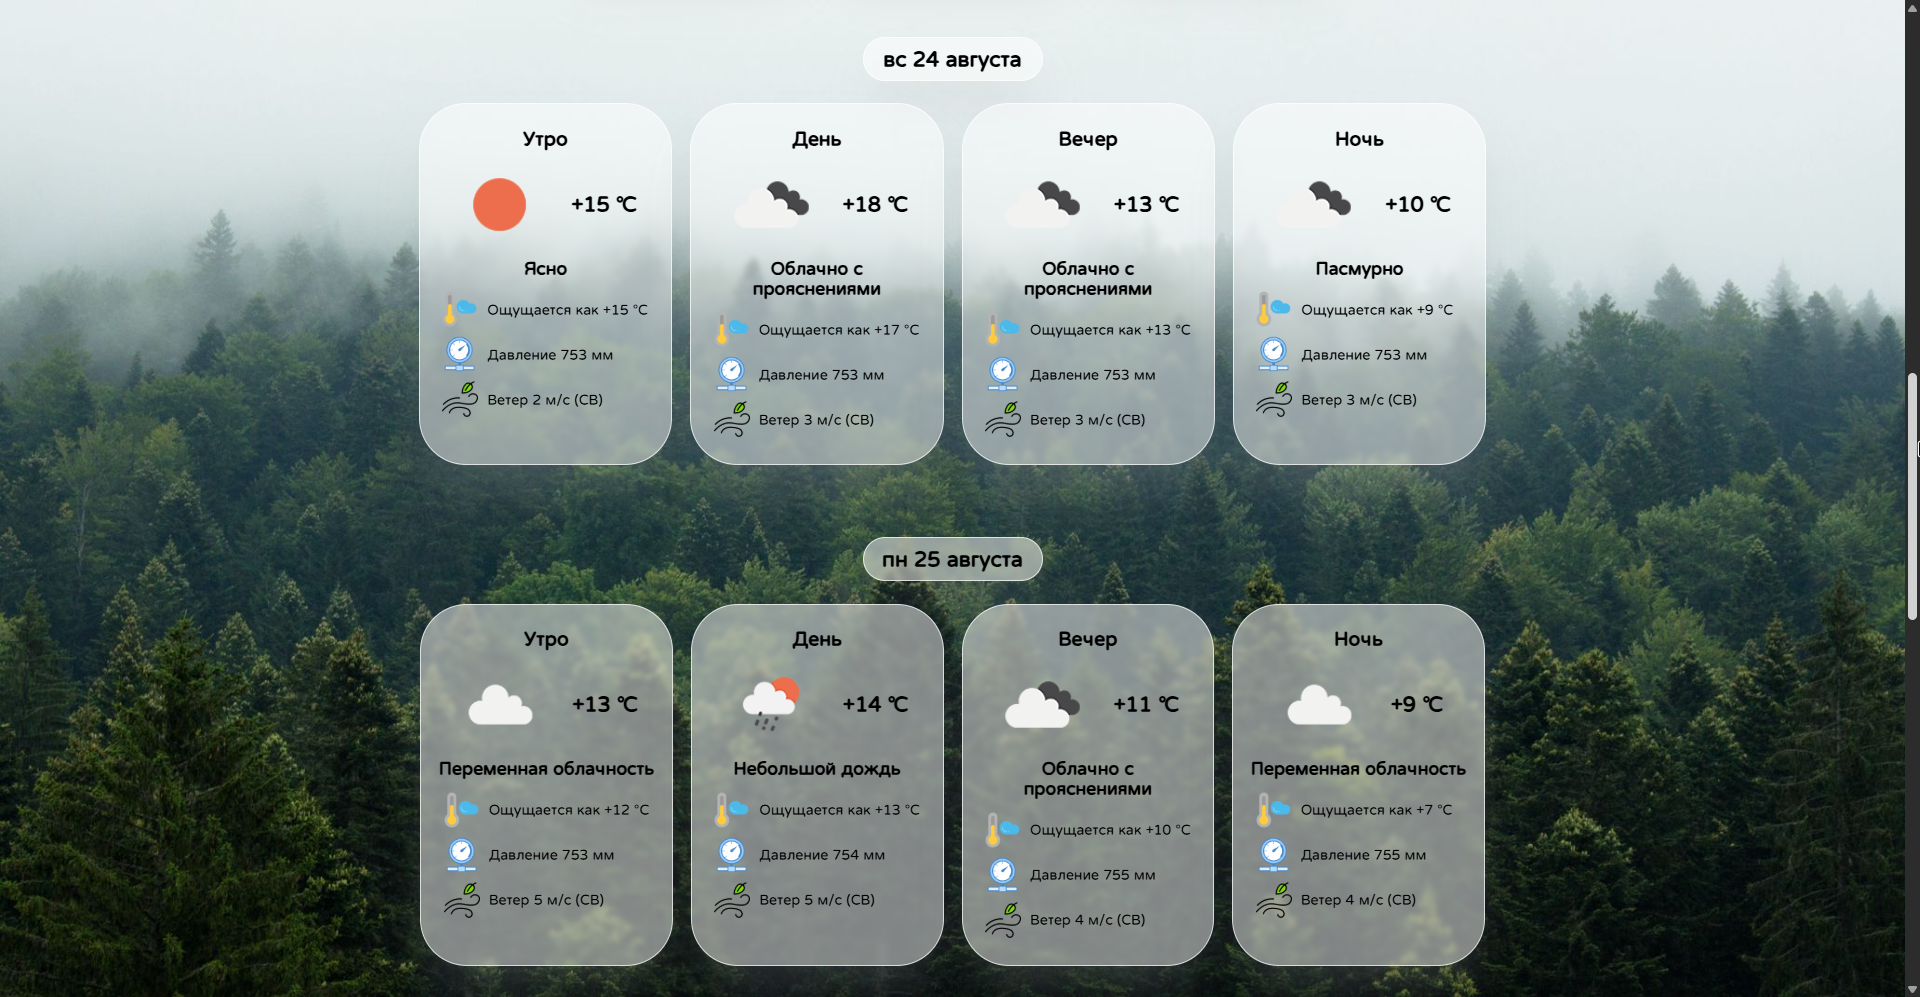 вс 24 августа
Утро
+15 °C
Ясно
Ощущается как +15 °C
Давление 753 мм
Ветер 2 м/с (СВ)
День
+18 °C
Облачно с
прояснениями
Ощущается как +17 °C
Давление 753 мм
Ветер 3 м/с (СВ)
Вечер
+13 °C
Облачно с
прояснениями
Ощущается как +13 °C
Давление 753 мм
Ветер 3 м/с (СВ)
Ночь
+10 °C
Пасмурно
Ощущается как +9 °C
Давление 753 мм
Ветер 3 м/с (СВ)
пн 25 августа
Утро
+13 °C
Переменная облачность
Ощущается как +12 °C
Давление 753 мм
Ветер 5 м/с (СВ)
День
+14 °C
Небольшой дождь
Ощущается как +13 °C
Давление 754 мм
Ветер 5 м/с (СВ)
Вечер
+11 °C
Облачно с
прояснениями
Ощущается как +10 °C
Давление 755 мм
Ветер 4 м/с (СВ)
Ночь
+9 °C
Переменная облачность
Ощущается как +7 °C
Давление 755 мм
Ветер 4 м/с (СВ)